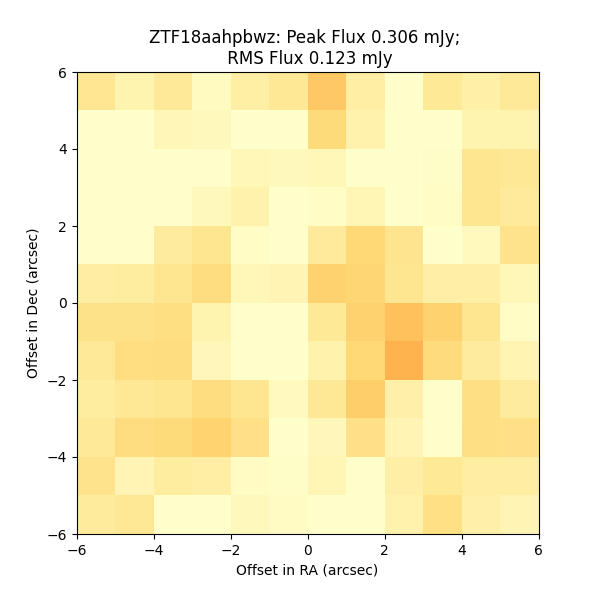 ZTF18aahpbwz: Peak Flux 0.306 mJy;
RMS Flux 0.123 mJy
6
4
2
0
−2
−4
−6
Offset in Dec (arcsec)
−6 −4 −2 0 2 4 6
Offset in RA (arcsec)